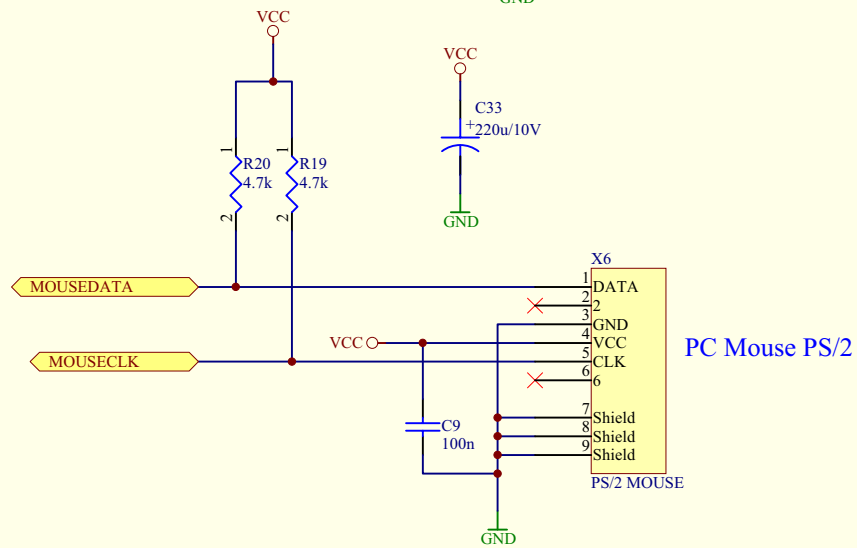 GND
VCC
VCC
C33
+
220u/10V
1
1
R20
4.7k
R19
4.7k
2
2
GND
X6
MOUSEDATA
1
DATA
2
2
3
GND
VCC
4
VCC
PC Mouse PS/2
MOUSECLK
5
CLK
6
6
7
Shield
C9
100n
8
Shield
9
Shield
PS/2 MOUSE
GND